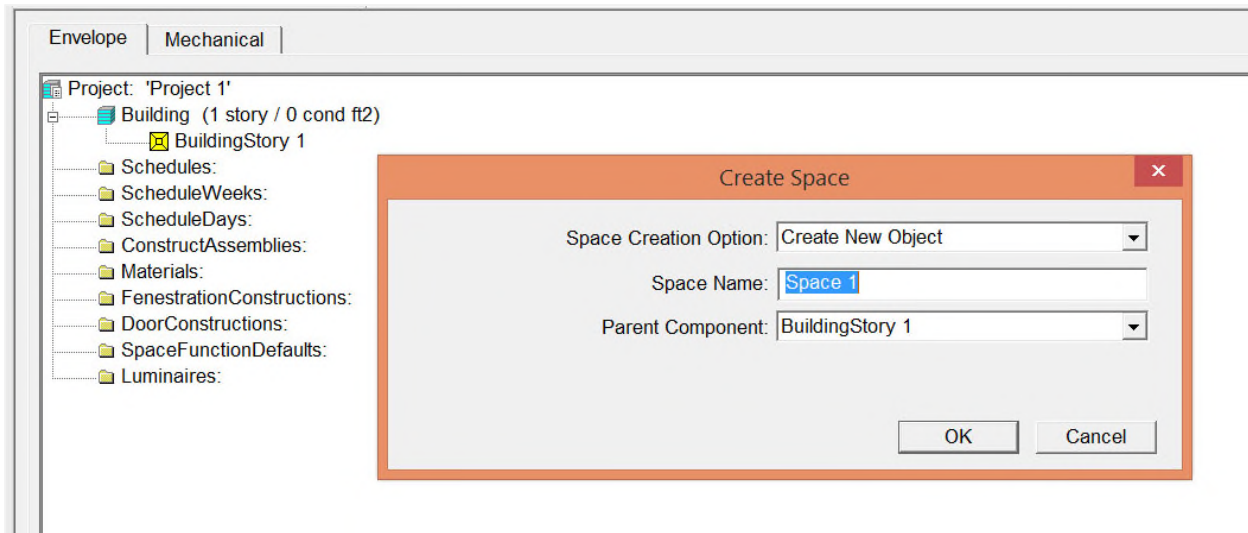 Envelope
Mechanical
Project: 'Project 1'
Building (1 story / 0 cond ft2)
BuildingStory 1
Schedules:
ScheduleWeeks:
ScheduleDays:
ConstructAssemblies:
Materials:
FenestrationConstructions:
DoorConstructions:
SpaceFunctionDefaults:
Luminaires:
Create Space
Space Creation Option: Create New Object
Space Name: Space 1
Parent Component: BuildingStory 1
OK
Cancel